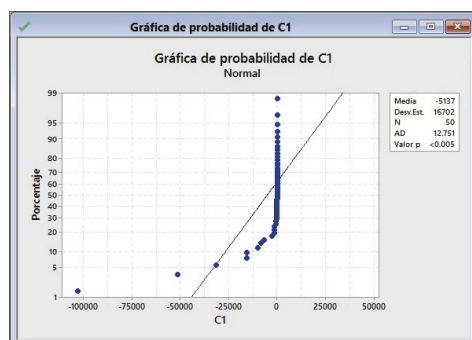 Gráfica de probabilidad de C1
Gráfica de probabilidad de C1
Normal
Porcentaje
99
95
90
80
70
60
50
40
30
20
10
5
1
-100000 -75000 -50000 -25000 0 25000 50000
C1
Media -5137
Desv.Est. 16702
N 50
AD 12.751
Valor p <0.005